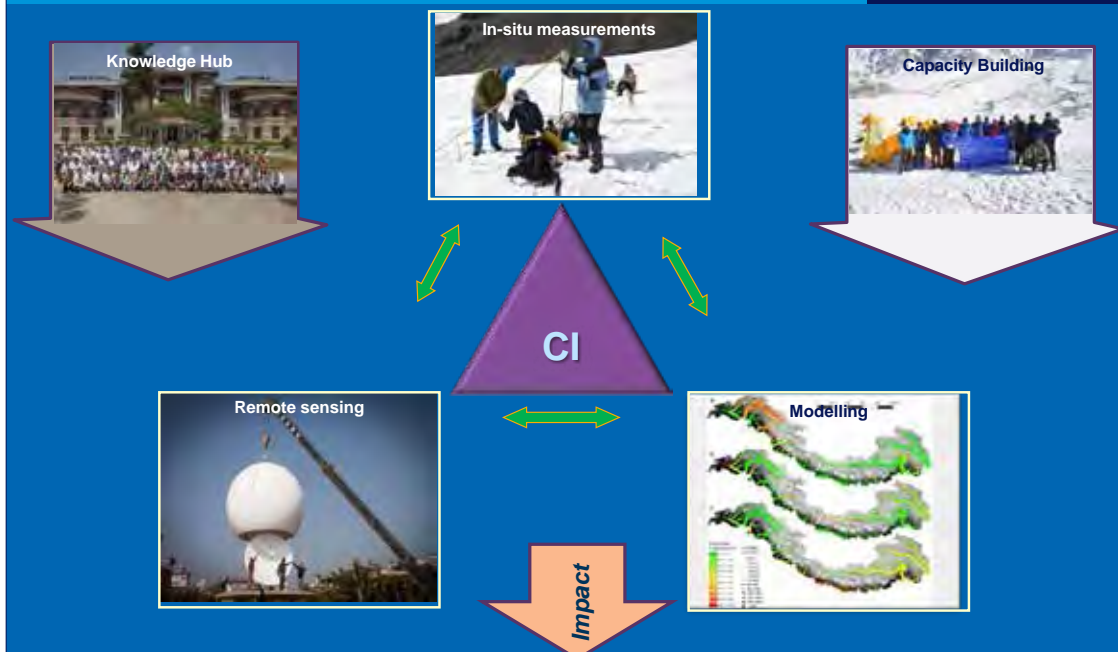 In-situ measurements
Knowledge Hub
Capacity Building
CI
Remote sensing
Modelling
Impact